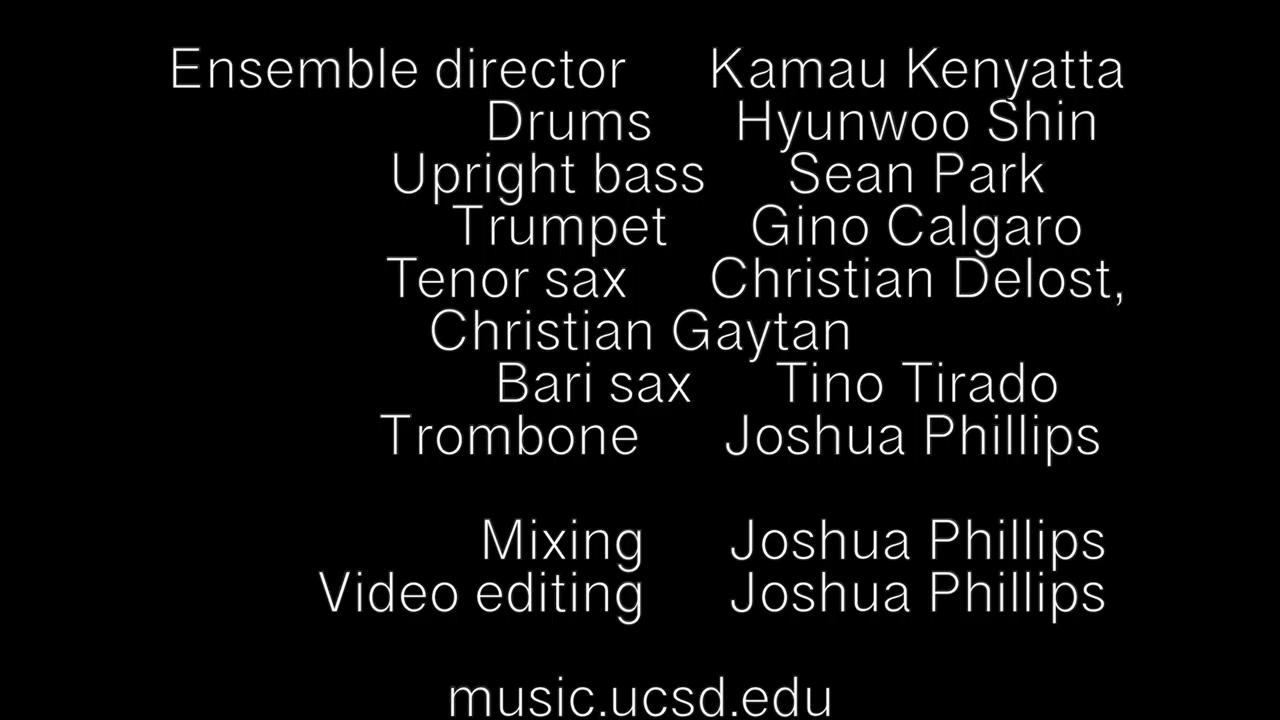 Ensemble director Kamau Kenyatta
Drums Hyunwoo Shin
Upright bass Sean Park
Trumpet Gino Calgaro
Tenor sax Christian Delost,
Christian Gaytan
Bari sax Tino Tirado
Trombone Joshua Phillips
Mixing Joshua Phillips
Video editing Joshua Phillips
music.ucsd.edu